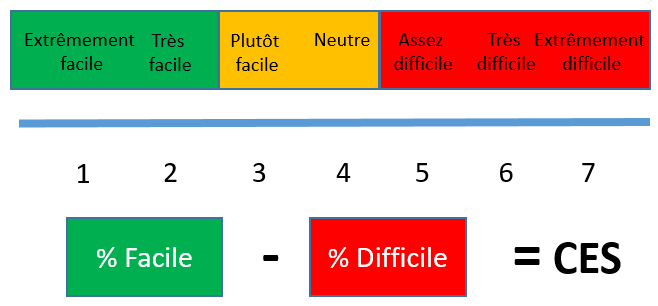 Extrêmement facile
Très facile
Plutôt facile
Neutre
Assez difficile
Très difficile
Extrêmement difficile
1 2 3 4 5 6 7
% Facile - % Difficile = CES